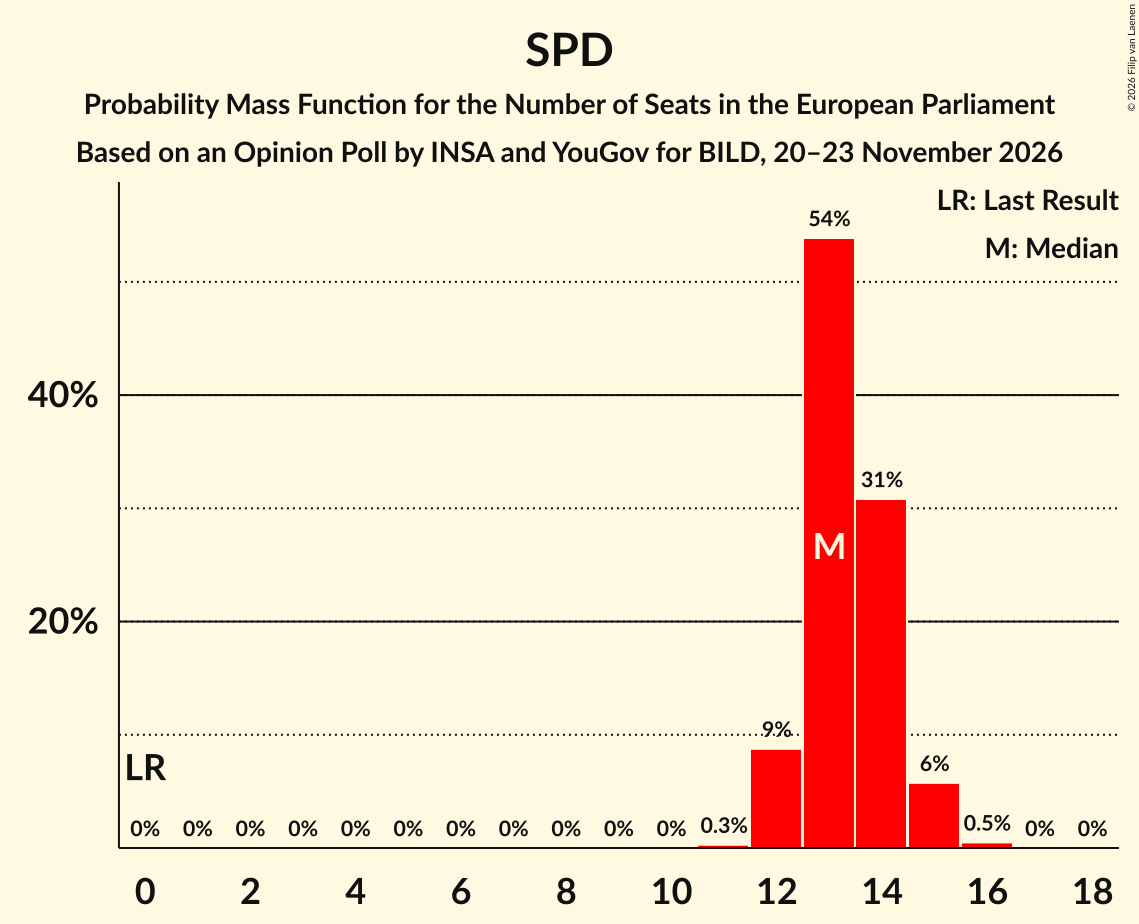 SPD
Probability Mass Function for the Number of Seats in the European Parliament
Based on an Opinion Poll by INSA and YouGov for BILD, 20–23 November 2026
© 2026 Filip van Laenen
LR: Last Result
M: Median
54%
40%
31%
M
20%
9%
LR
6%
0% 0% 0% 0% 0% 0% 0% 0% 0% 0% 0% 0.3% 0.5% 0% 0%
0 2 4 6 8 10 12 14 16 18